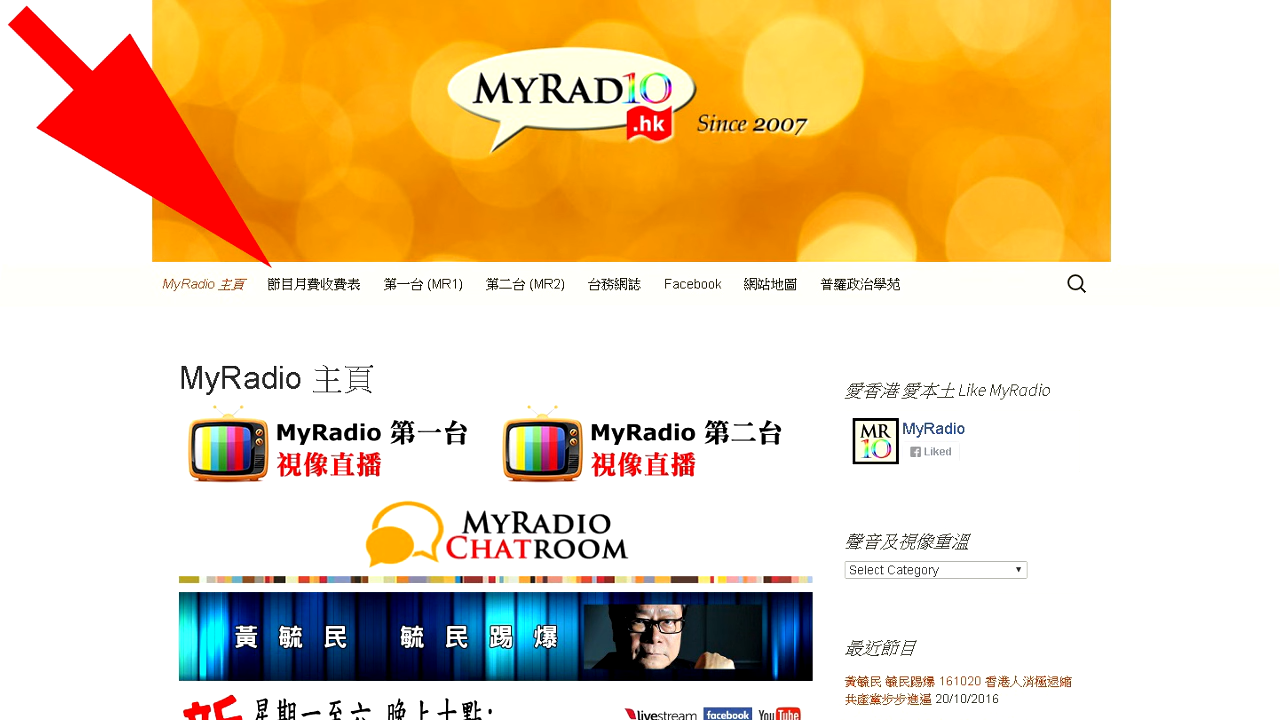 MYRAD10
.hk
Since 2007
MyRadio 主頁 節目月費收費表 第一台 (MR1) 第二台 (MR2) 台務網誌 Facebook 網站地圖 普羅政治學苑
MyRadio 主頁
MyRadio 第一台
視像直播
MyRadio 第二台
視像直播
MYRADIO
CHATROOM
黃毓民 毓民踢爆
星期一至六 晚上十點:
livestream facebook YouTube
愛香港 愛本土 Like MyRadio
MR
10
MyRadio
Liked
聲音及視像重溫
Select Category
最近節目
黃毓民 毓民踢爆 161020 香港人消極退縮
共產黨步步進逼 20/10/2016